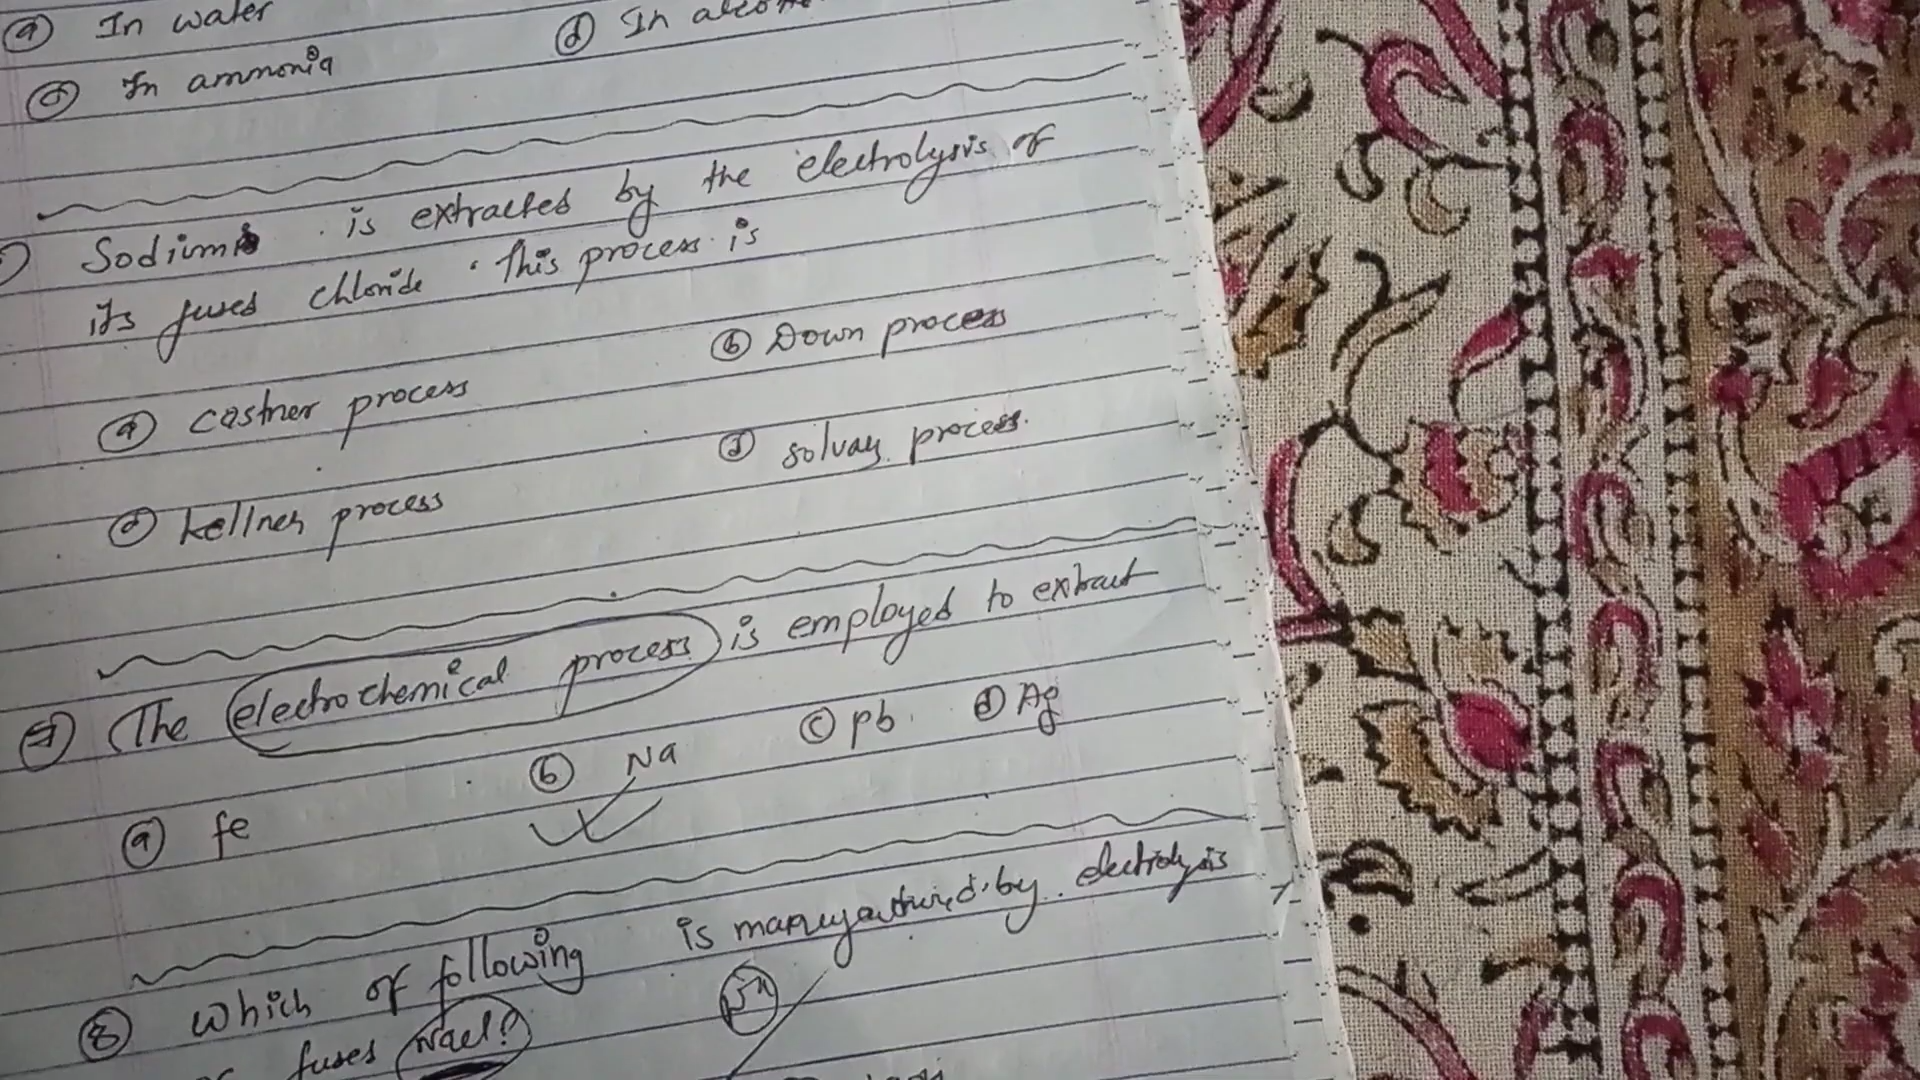 ⓐ In water
ⓓ In
ⓒ In ammonia
Sodium is extracted by the electrolysis of
its fuses chloride. This process is
ⓐ castner process ⓑ Down process
ⓒ kellner process ⓓ solvay process.
⑦ The electrochemical process is employed to extract
ⓐ fe ⓑ Na ⓒ pb ⓓ Ag
⑧ Which of following is manufactured by electrolysis
fuses Nacl?